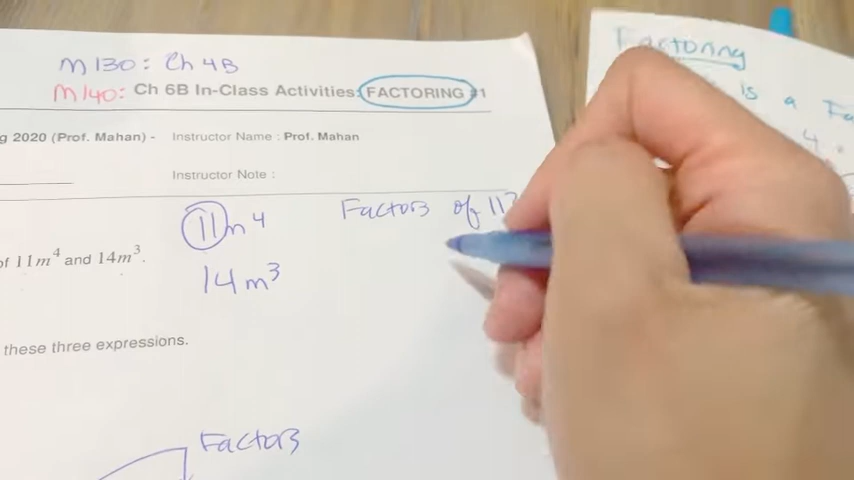 M130: Ch 4B
Factoring
M140: Ch 6B In-Class Activities: FACTORING #1
is a
4
g 2020 (Prof. Mahan) - Instructor Name : Prof. Mahan
Instructor Note :
11m⁴ Factors of 11?
of 11m⁴ and 14m³.
14m³
these three expressions.
Factors